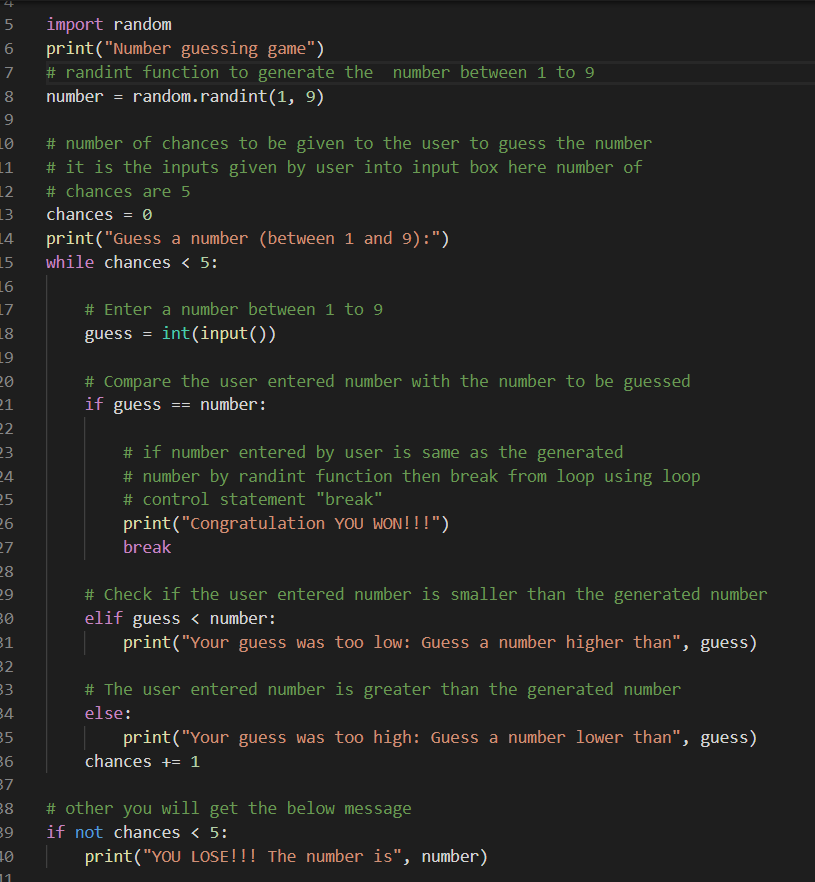 4
5 import random
6 print("Number guessing game")
7 # randint function to generate the  number between 1 to 9
8 number = random.randint(1, 9)
9
10 # number of chances to be given to the user to guess the number
11 # it is the inputs given by user into input box here number of
12 # chances are 5
13 chances = 0
14 print("Guess a number (between 1 and 9):")
15 while chances < 5:
16
17     # Enter a number between 1 to 9
18     guess = int(input())
19
20     # Compare the user entered number with the number to be guessed
21     if guess == number:
22
23         # if number entered by user is same as the generated
24         # number by randint function then break from loop using loop
25         # control statement "break"
26         print("Congratulation YOU WON!!!")
27         break
28
29     # Check if the user entered number is smaller than the generated number
30     elif guess < number:
31         print("Your guess was too low: Guess a number higher than", guess)
32
33     # The user entered number is greater than the generated number
34     else:
35         print("Your guess was too high: Guess a number lower than", guess)
36     chances += 1
37
38 # other you will get the below message
39 if not chances < 5:
40     print("YOU LOSE!!! The number is", number)
41